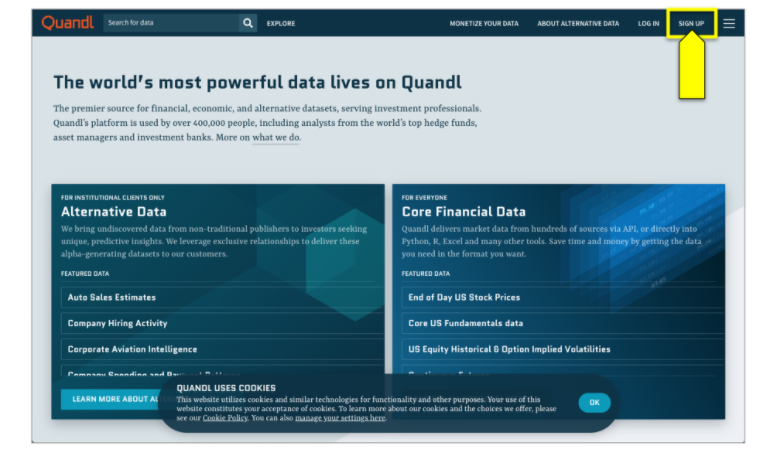 Quandl Search for data EXPLORE MONETIZE YOUR DATA ABOUT ALTERNATIVE DATA LOG IN SIGN UP
The world's most powerful data lives on Quandl
The premier source for financial, economic, and alternative datasets, serving investment professionals.
Quandl's platform is used by over 400,000 people, including analysts from the world's top hedge funds,
asset managers and investment banks. More on what we do.
FOR INSTITUTIONAL CLIENTS ONLY
Alternative Data
We bring undiscovered data from non-traditional publishers to investors seeking
unique, predictive insights. We leverage exclusive relationships to deliver these
alpha-generating datasets to our customers.
FEATURED DATA
Auto Sales Estimates
Company Hiring Activity
Corporate Aviation Intelligence
Company Spending and
LEARN MORE ABOUT AL
FOR EVERYONE
Core Financial Data
Quandl delivers market data from hundreds of sources via API, or directly into
Python, R, Excel and many other tools. Save time and money by getting the data
you need in the format you want.
FEATURED DATA
End of Day US Stock Prices
Core US Fundamentals data
US Equity Historical & Option Implied Volatilities
QUANDL USES COOKIES
This website utilizes cookies and similar technologies for functionality and other purposes. Your use of this
website constitutes your acceptance of cookies. To learn more about our cookies and the choices we offer, please
see our Cookie Policy. You can also manage your settings here.
OK